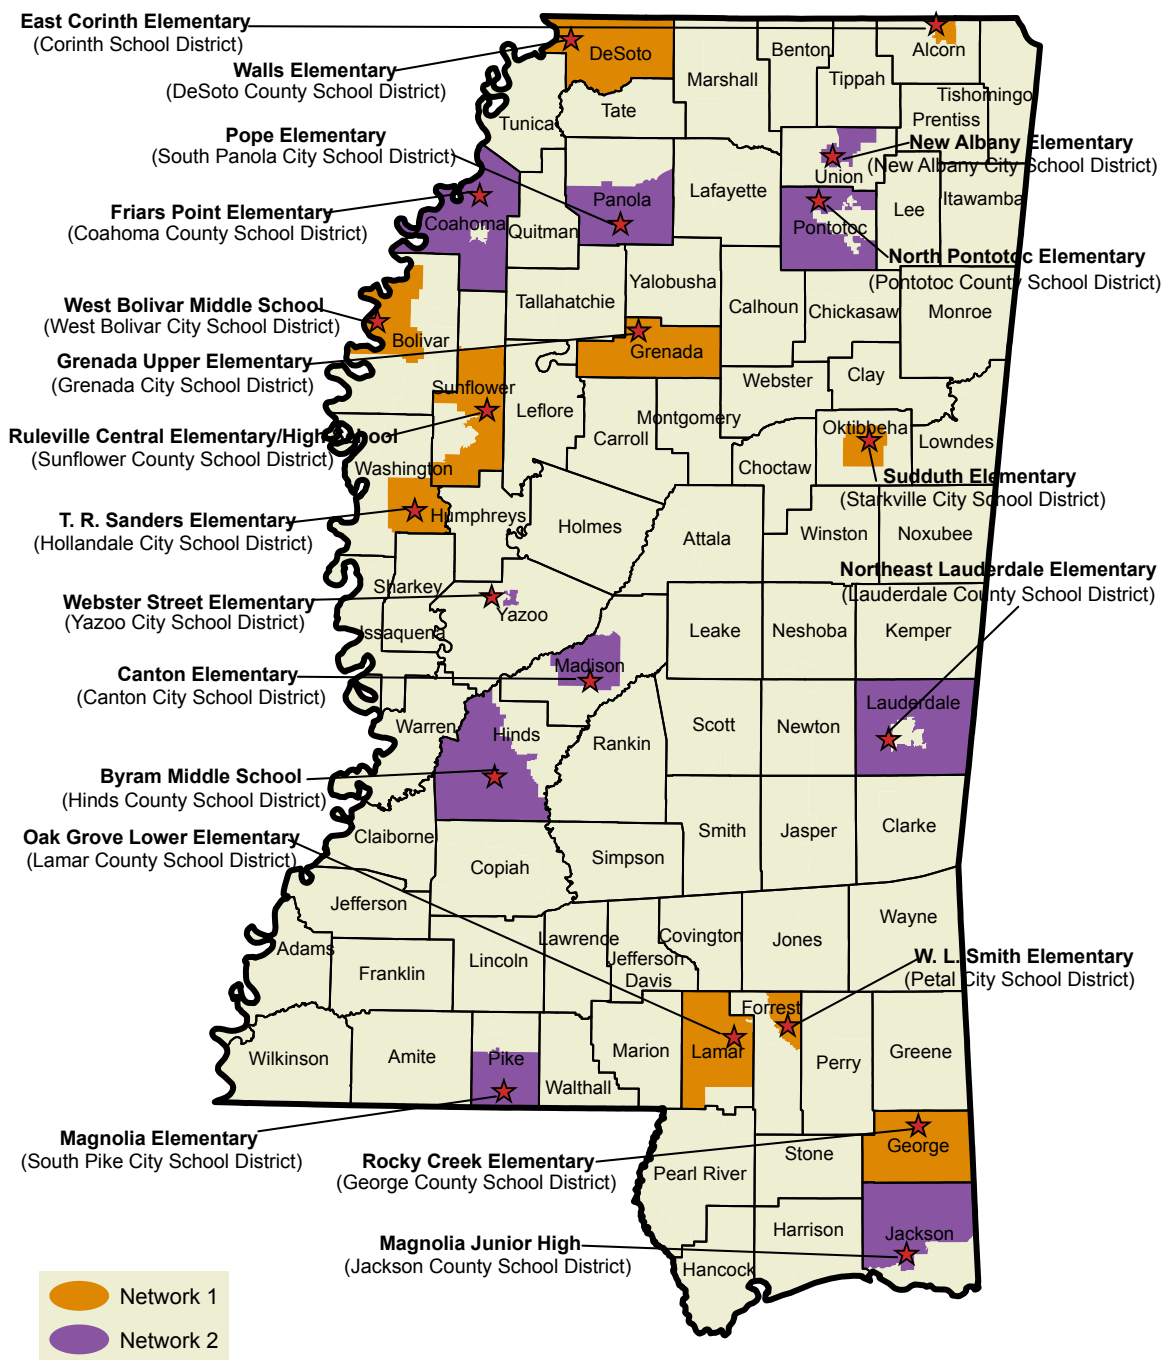 East Corinth Elementary
(Corinth School District)
Walls Elementary
(DeSoto County School District)
Pope Elementary
(South Panola City School District)
Friars Point Elementary
(Coahoma County School District)
West Bolivar Middle School
(West Bolivar City School District)
Grenada Upper Elementary
(Grenada City School District)
Ruleville Central Elementary/High School
(Sunflower County School District)
T. R. Sanders Elementary
(Hollandale City School District)
Webster Street Elementary
(Yazoo City School District)
Canton Elementary
(Canton City School District)
Byram Middle School
(Hinds County School District)
Oak Grove Lower Elementary
(Lamar County School District)
Magnolia Elementary
(South Pike City School District)
Rocky Creek Elementary
(George County School District)
Magnolia Junior High
(Jackson County School District)
New Albany Elementary
(New Albany City School District)
North Pontotoc Elementary
(Pontotoc County School District)
Sudduth Elementary
(Starkville City School District)
Northeast Lauderdale Elementary
(Lauderdale County School District)
W. L. Smith Elementary
(Petal City School District)
DeSoto
Marshall
Benton
Tippah
Alcorn
Tishomingo
Prentiss
Tunica
Tate
Union
Panola
Lafayette
Coahoma
Quitman
Pontotoc
Lee
Itawamba
Yalobusha
Tallahatchie
Calhoun
Chickasaw
Monroe
Bolivar
Grenada
Sunflower
Leflore
Webster
Clay
Montgomery
Carroll
Oktibbeha
Lowndes
Choctaw
Washington
Humphreys
Holmes
Attala
Winston
Noxubee
Sharkey
Yazoo
Issaquena
Leake
Neshoba
Kemper
Madison
Lauderdale
Warren
Hinds
Rankin
Scott
Newton
Claiborne
Copiah
Simpson
Smith
Jasper
Clarke
Jefferson
Adams
Franklin
Lincoln
Lawrence
Jefferson
Davis
Covington
Jones
Wayne
Wilkinson
Amite
Pike
Walthall
Marion
Lamar
Forrest
Perry
Greene
Pearl River
Stone
George
Harrison
Jackson
Hancock
Network 1
Network 2